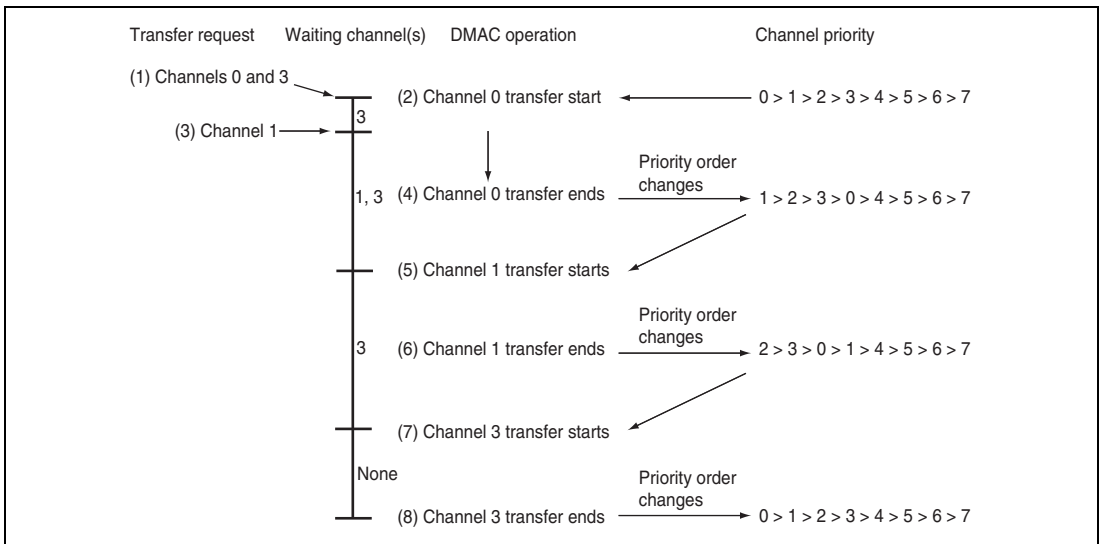 Transfer request Waiting channel(s) DMAC operation Channel priority
(1) Channels 0 and 3
(2) Channel 0 transfer start 0 > 1 > 2 > 3 > 4 > 5 > 6 > 7
3
(3) Channel 1
Priority order
changes
1, 3 (4) Channel 0 transfer ends 1 > 2 > 3 > 0 > 4 > 5 > 6 > 7
(5) Channel 1 transfer starts
Priority order
changes
3 (6) Channel 1 transfer ends 2 > 3 > 0 > 1 > 4 > 5 > 6 > 7
(7) Channel 3 transfer starts
None
Priority order
changes
(8) Channel 3 transfer ends 0 > 1 > 2 > 3 > 4 > 5 > 6 > 7